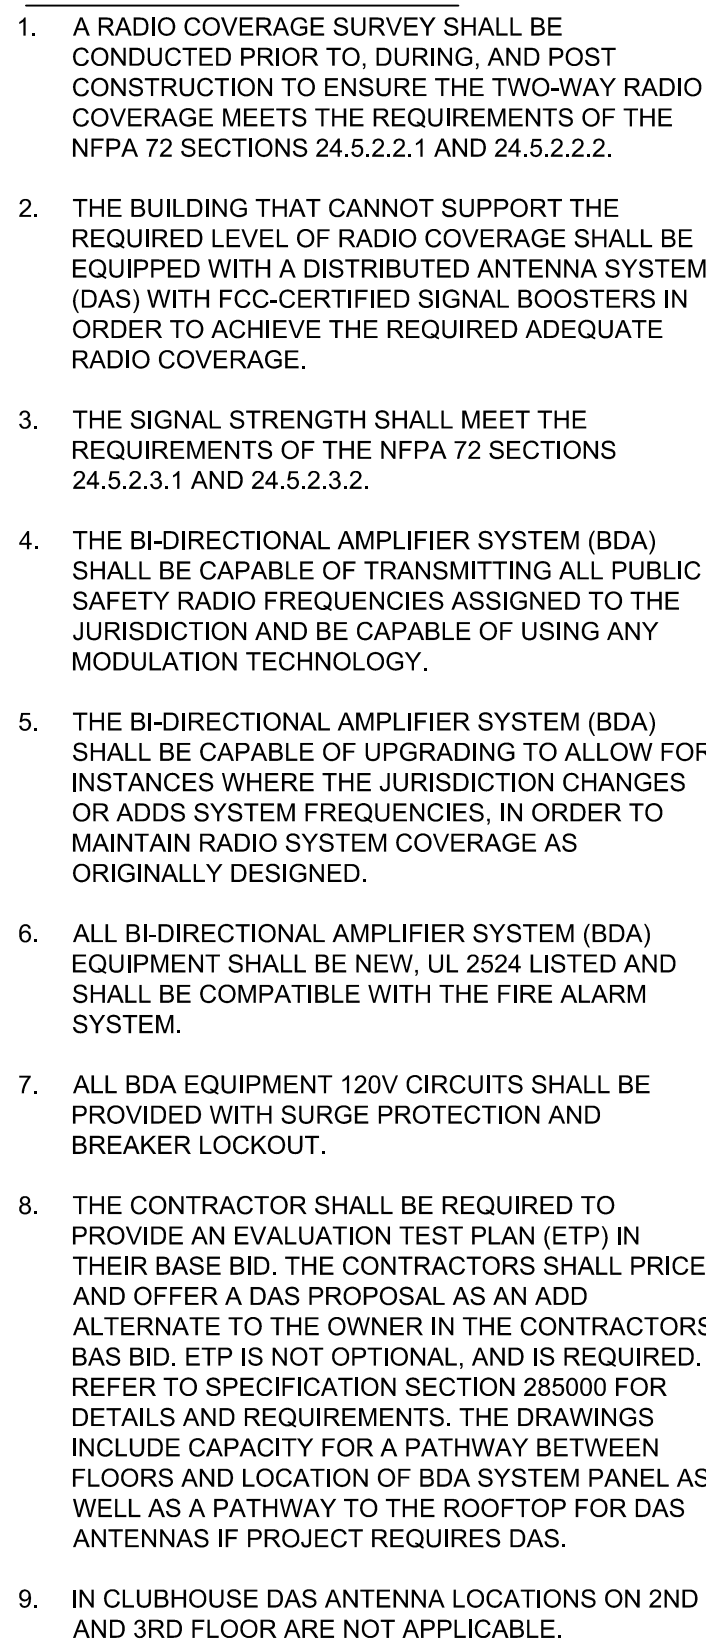 1. A RADIO COVERAGE SURVEY SHALL BE
CONDUCTED PRIOR TO, DURING, AND POST
CONSTRUCTION TO ENSURE THE TWO-WAY RADIO
COVERAGE MEETS THE REQUIREMENTS OF THE
NFPA 72 SECTIONS 24.5.2.2.1 AND 24.5.2.2.2.
2. THE BUILDING THAT CANNOT SUPPORT THE
REQUIRED LEVEL OF RADIO COVERAGE SHALL BE
EQUIPPED WITH A DISTRIBUTED ANTENNA SYSTEM
(DAS) WITH FCC-CERTIFIED SIGNAL BOOSTERS IN
ORDER TO ACHIEVE THE REQUIRED ADEQUATE
RADIO COVERAGE.
3. THE SIGNAL STRENGTH SHALL MEET THE
REQUIREMENTS OF THE NFPA 72 SECTIONS
24.5.2.3.1 AND 24.5.2.3.2.
4. THE BI-DIRECTIONAL AMPLIFIER SYSTEM (BDA)
SHALL BE CAPABLE OF TRANSMITTING ALL PUBLIC
SAFETY RADIO FREQUENCIES ASSIGNED TO THE
JURISDICTION AND BE CAPABLE OF USING ANY
MODULATION TECHNOLOGY.
5. THE BI-DIRECTIONAL AMPLIFIER SYSTEM (BDA)
SHALL BE CAPABLE OF UPGRADING TO ALLOW FOR
INSTANCES WHERE THE JURISDICTION CHANGES
OR ADDS SYSTEM FREQUENCIES, IN ORDER TO
MAINTAIN RADIO SYSTEM COVERAGE AS
ORIGINALLY DESIGNED.
6. ALL BI-DIRECTIONAL AMPLIFIER SYSTEM (BDA)
EQUIPMENT SHALL BE NEW, UL 2524 LISTED AND
SHALL BE COMPATIBLE WITH THE FIRE ALARM
SYSTEM.
7. ALL BDA EQUIPMENT 120V CIRCUITS SHALL BE
PROVIDED WITH SURGE PROTECTION AND
BREAKER LOCKOUT.
8. THE CONTRACTOR SHALL BE REQUIRED TO
PROVIDE AN EVALUATION TEST PLAN (ETP) IN
THEIR BASE BID. THE CONTRACTORS SHALL PRICE
AND OFFER A DAS PROPOSAL AS AN ADD
ALTERNATE TO THE OWNER IN THE CONTRACTORS
BAS BID. ETP IS NOT OPTIONAL, AND IS REQUIRED.
REFER TO SPECIFICATION SECTION 285000 FOR
DETAILS AND REQUIREMENTS. THE DRAWINGS
INCLUDE CAPACITY FOR A PATHWAY BETWEEN
FLOORS AND LOCATION OF BDA SYSTEM PANEL AS
WELL AS A PATHWAY TO THE ROOFTOP FOR DAS
ANTENNAS IF PROJECT REQUIRES DAS.
9. IN CLUBHOUSE DAS ANTENNA LOCATIONS ON 2ND
AND 3RD FLOOR ARE NOT APPLICABLE.